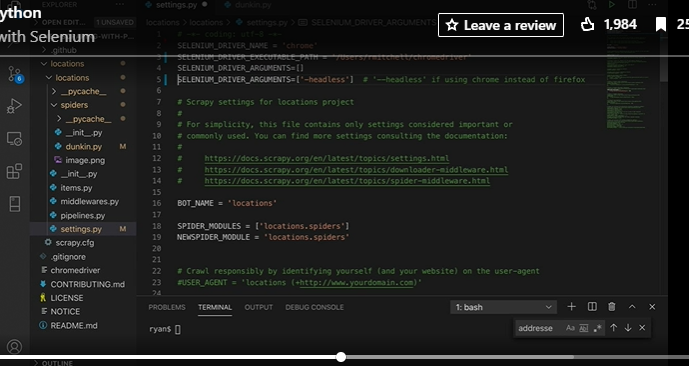 ython
with Selenium
EXPLORER
1 UNSAVED
settings.py
dunkin.py
Leave a review
1,984
25
locations > locations > settings.py > SELENIUM_DRIVER_ARGUMENTS
.github
locations
locations
__pycache__
spiders
__pycache__
__init__.py
dunkin.py M
image.png
__init__.py
items.py
middlewares.py
pipelines.py
settings.py M
scrapy.cfg
.gitignore
chromedriver
CONTRIBUTING.md
LICENSE
NOTICE
README.md
OUTLINE
1 # -*- coding: utf-8 -*-
2 SELENIUM_DRIVER_NAME = 'chrome'
3 SELENIUM_DRIVER_EXECUTABLE_PATH = '/Users/rmitchell/chromedriver'
4 SELENIUM_DRIVER_ARGUMENTS=[]
5 SELENIUM_DRIVER_ARGUMENTS=['-headless'] # '--headless' if using chrome instead of firefox
6
7 # Scrapy settings for locations project
8 #
9 # For simplicity, this file contains only settings considered important or
10 # commonly used. You can find more settings consulting the documentation:
11 #
12 # https://docs.scrapy.org/en/latest/topics/settings.html
13 # https://docs.scrapy.org/en/latest/topics/downloader-middleware.html
14 # https://docs.scrapy.org/en/latest/topics/spider-middleware.html
15
16 BOT_NAME = 'locations'
17
18 SPIDER_MODULES = ['locations.spiders']
19 NEWSPIDER_MODULE = 'locations.spiders'
20
21
22 # Crawl responsibly by identifying yourself (and your website) on the user-agent
23 #USER_AGENT = 'locations (+http://www.yourdomain.com)'
24
PROBLEMS TERMINAL OUTPUT DEBUG CONSOLE 1: bash
ryan$
addresse Aa Ab| .*